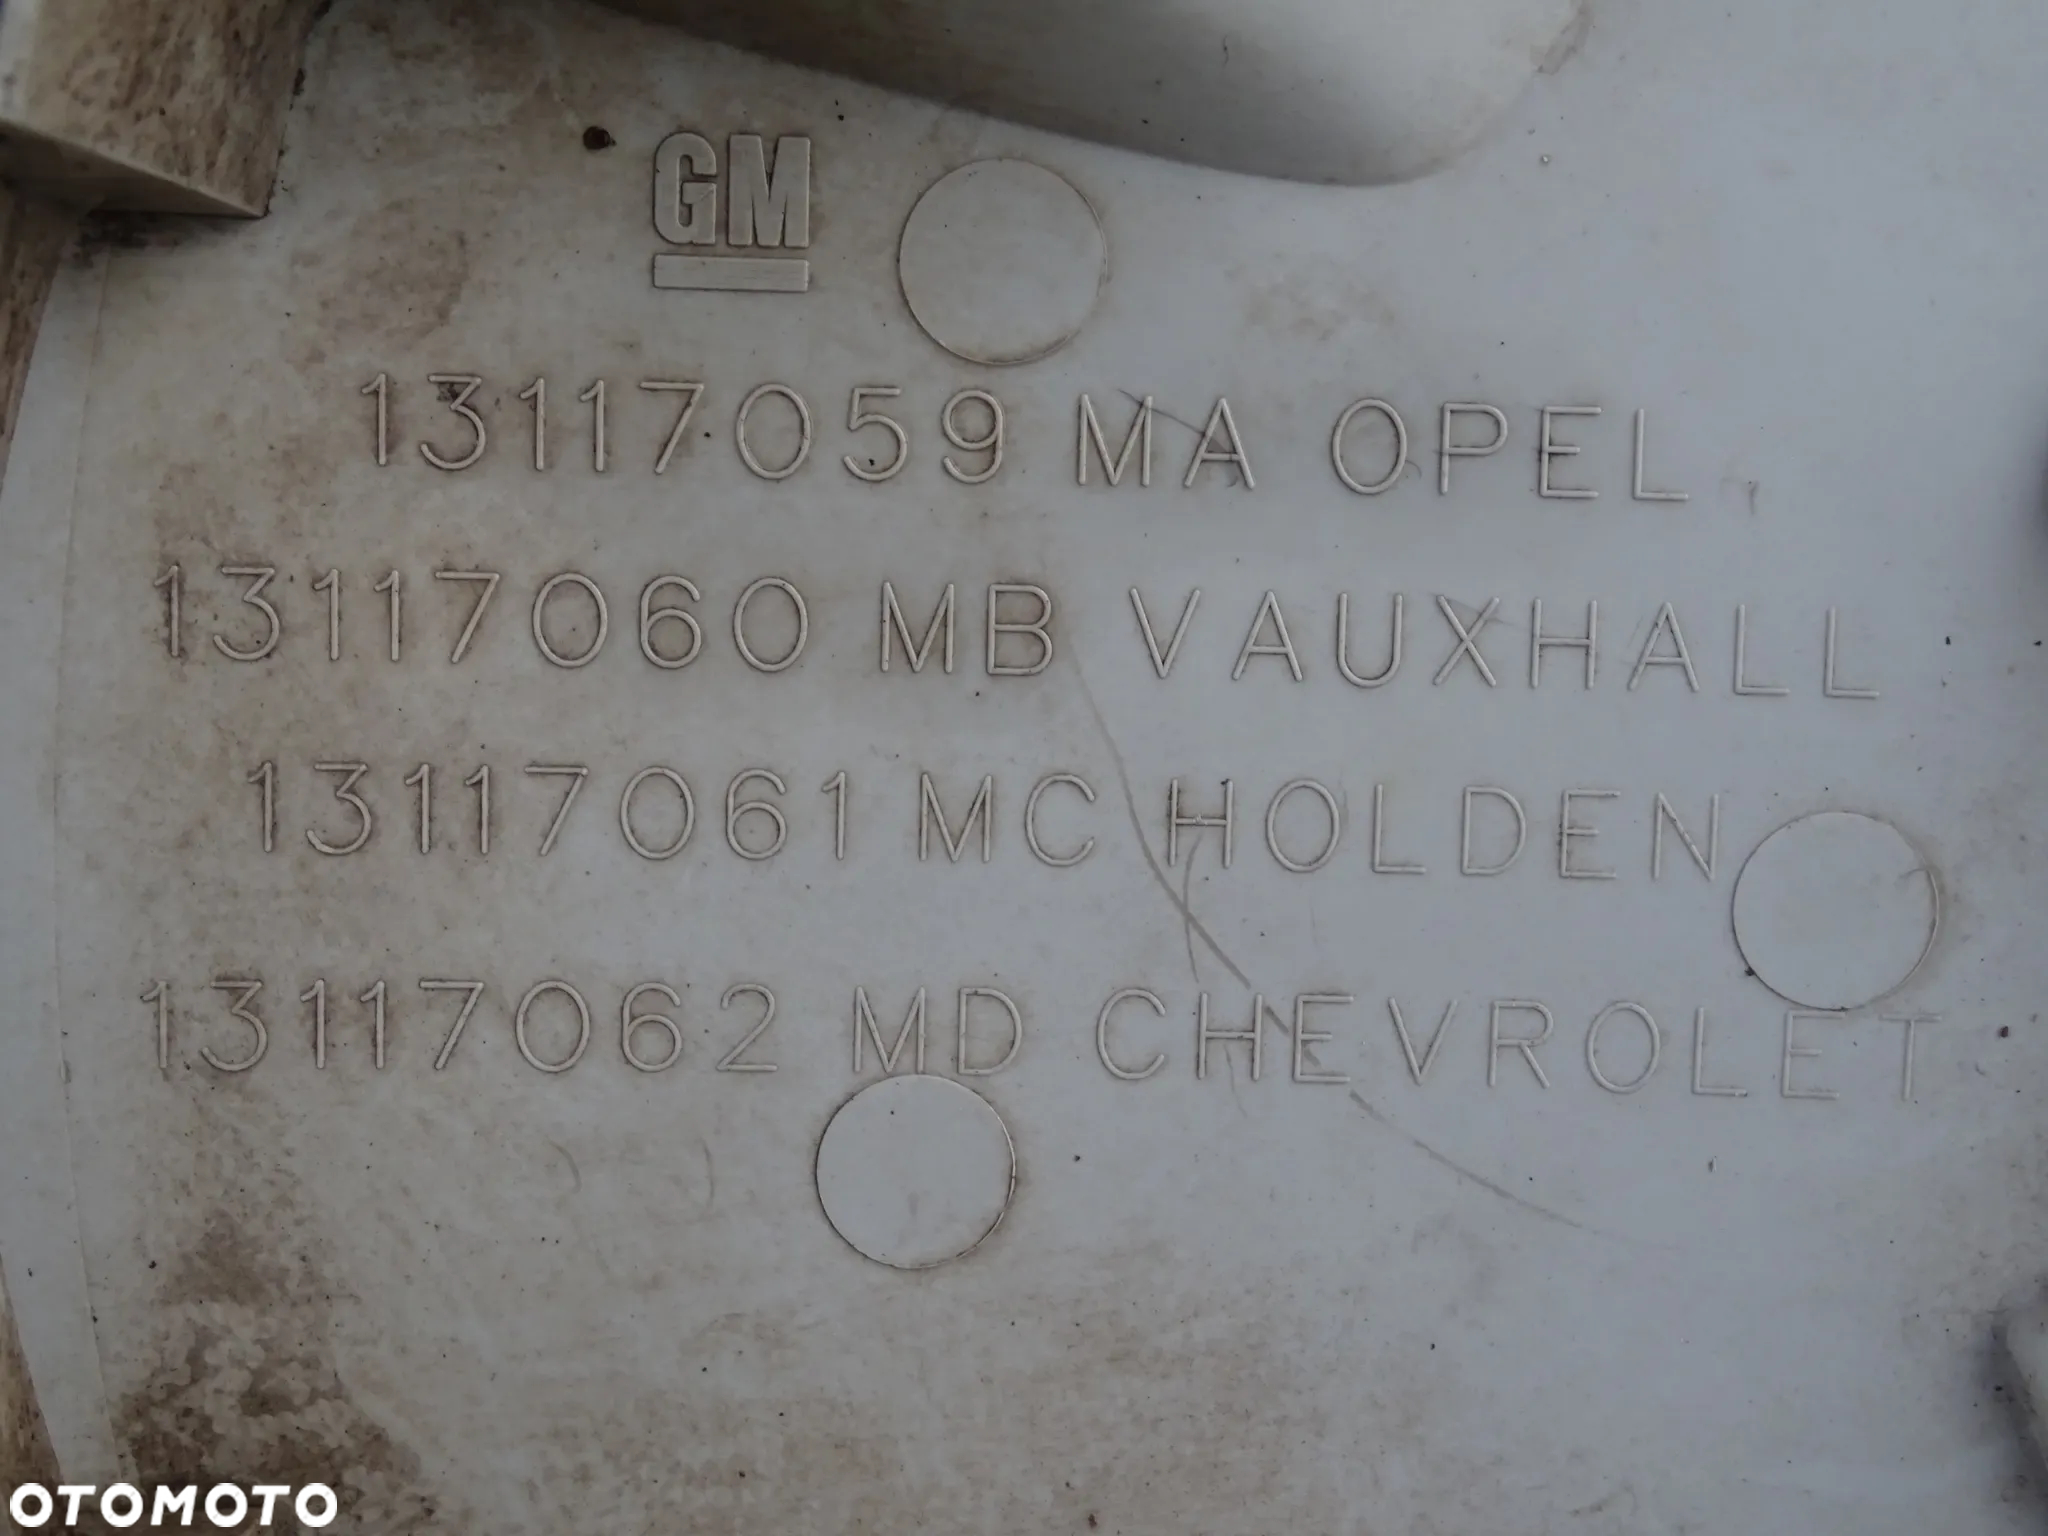 GM
13117059 MA OPEL
13117060 MB VAUXHALL
13117061 MC HOLDEN
13117062 MD CHEVROLET
OTOMOTO